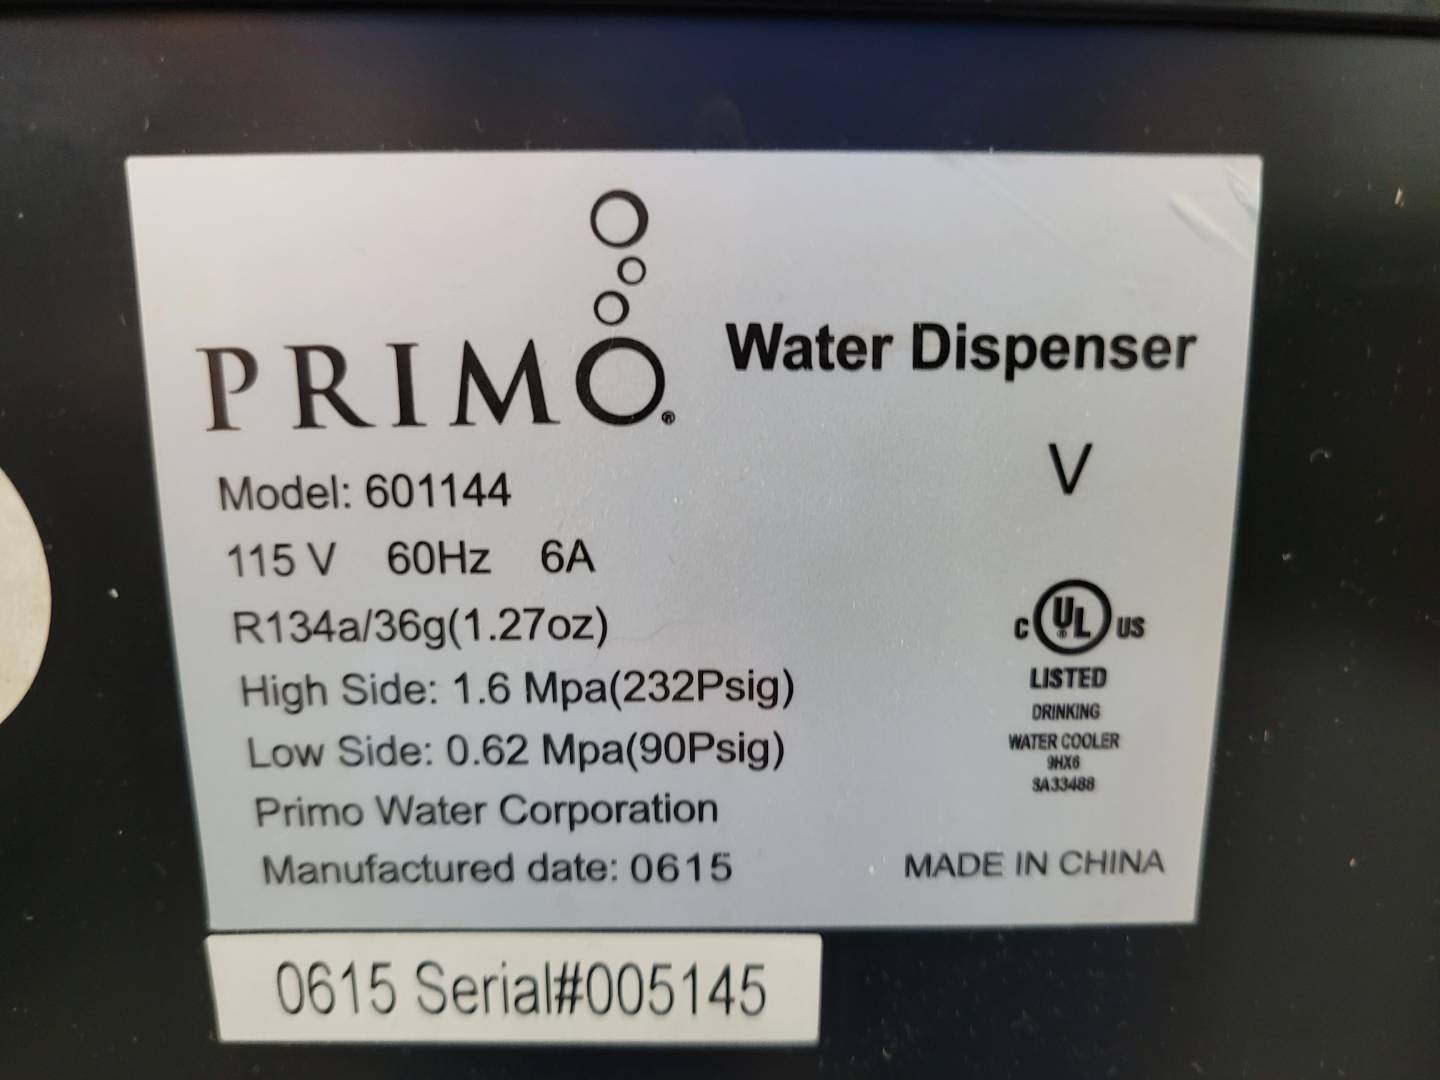 PRIMO®
Water Dispenser
V
Model: 601144
115 V 60Hz 6A
R134a/36g(1.27oz)
High Side: 1.6 Mpa(232Psig)
Low Side: 0.62 Mpa(90Psig)
Primo Water Corporation
Manufactured date: 0615
C UL® US
LISTED
DRINKING
WATER COOLER
9HX6
SA33488
MADE IN CHINA
0615 Serial#005145